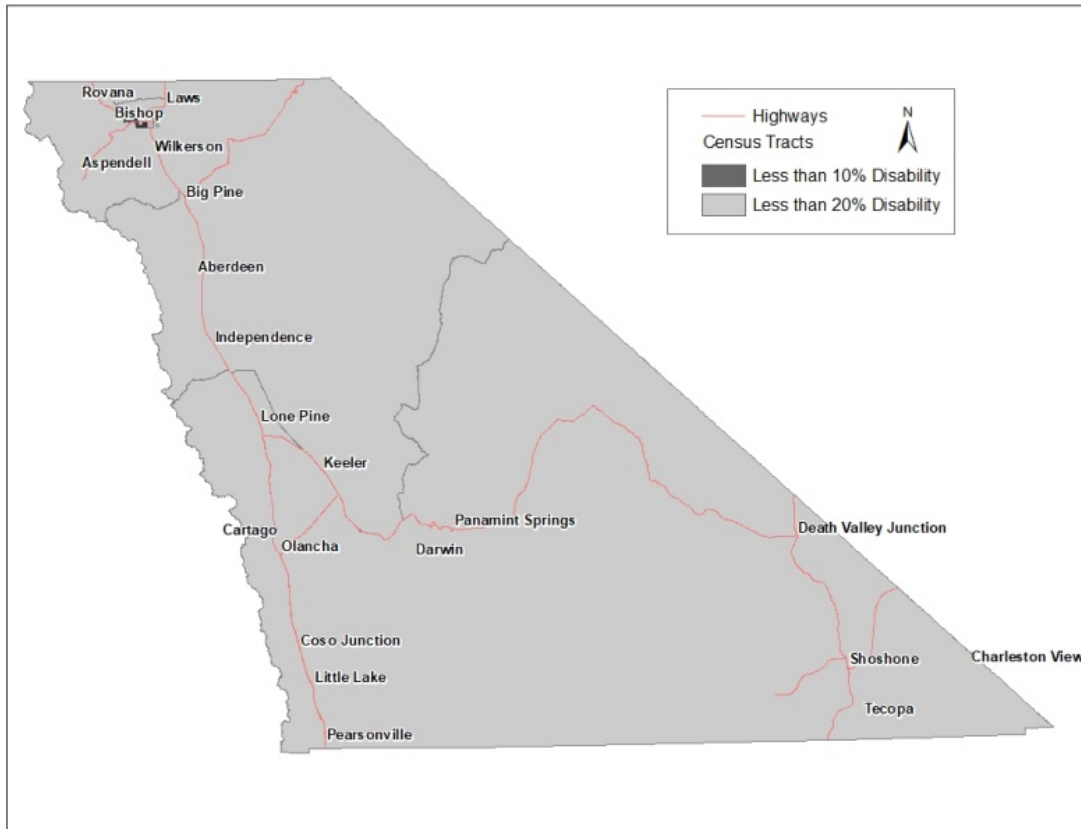 Rovana
Laws
Bishop
Wilkerson
Aspendell
Big Pine
Aberdeen
Independence
Lone Pine
Keeler
Cartago
Olancha
Darwin
Panamint Springs
Death Valley Junction
Coso Junction
Little Lake
Pearsonville
Shoshone
Charleston View
Tecopa
Highways
N
Census Tracts
Less than 10% Disability
Less than 20% Disability